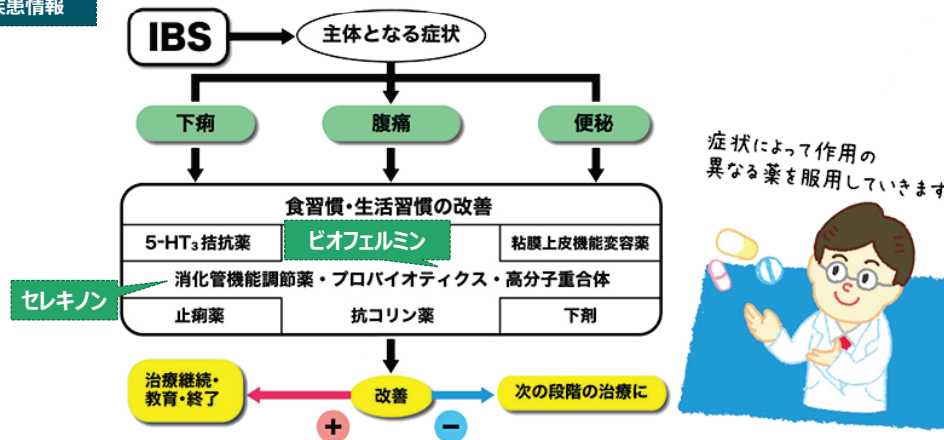 疾患情報
IBS
主体となる症状
下痢
腹痛
便秘
症状によって作用の
異なる薬を服用していきます
食習慣・生活習慣の改善
5-HT₃拮抗薬
ビオフェルミン
粘膜上皮機能変容薬
消化管機能調節薬・プロバイオティクス・高分子重合体
セレキノン
止痢薬
抗コリン薬
下剤
治療継続・
教育・終了
改善
次の段階の治療に
+
−